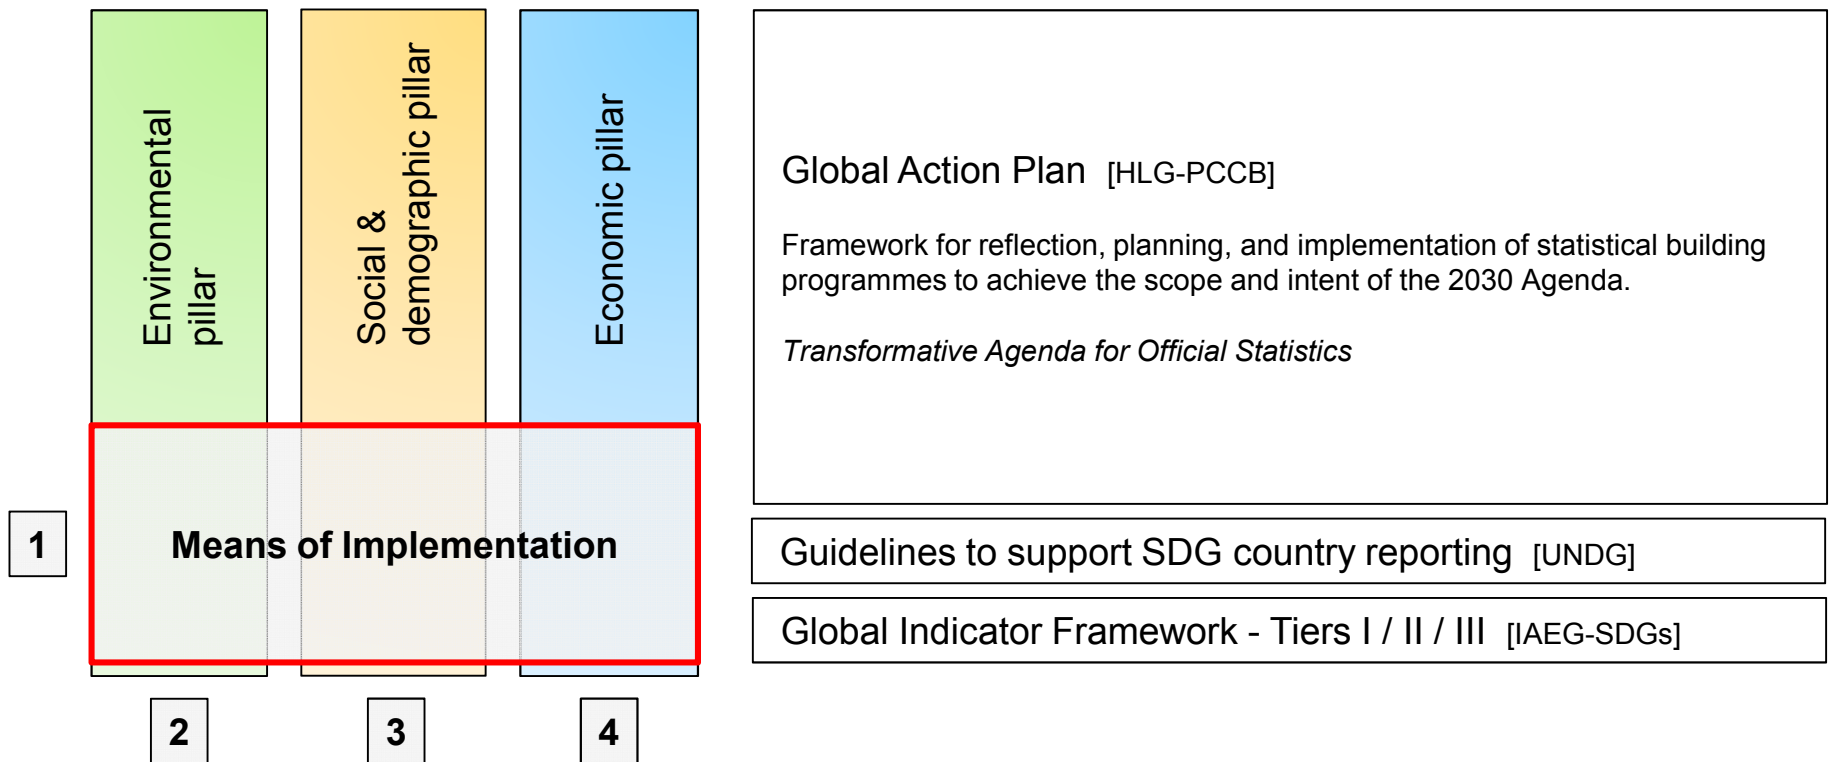 Environmental
pillar
Social &
demographic pillar
Economic pillar
1
Means of Implementation
2
3
4
Global Action Plan [HLG-PCCB]
Framework for reflection, planning, and implementation of statistical building
programmes to achieve the scope and intent of the 2030 Agenda.
Transformative Agenda for Official Statistics
Guidelines to support SDG country reporting [UNDG]
Global Indicator Framework - Tiers I / II / III [IAEG-SDGs]